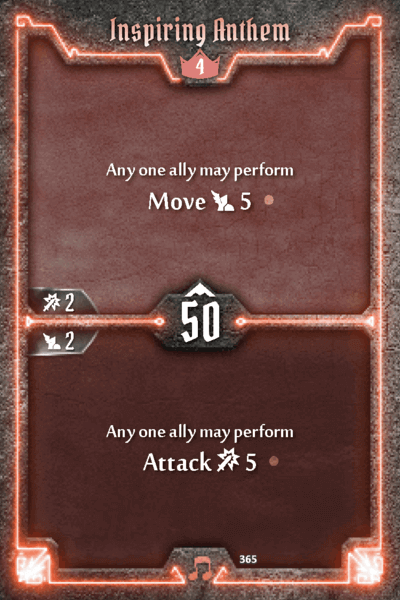 Inspiring Anthem
4
Any one ally may perform
Move 5
2
50
2
Any one ally may perform
Attack 5
365